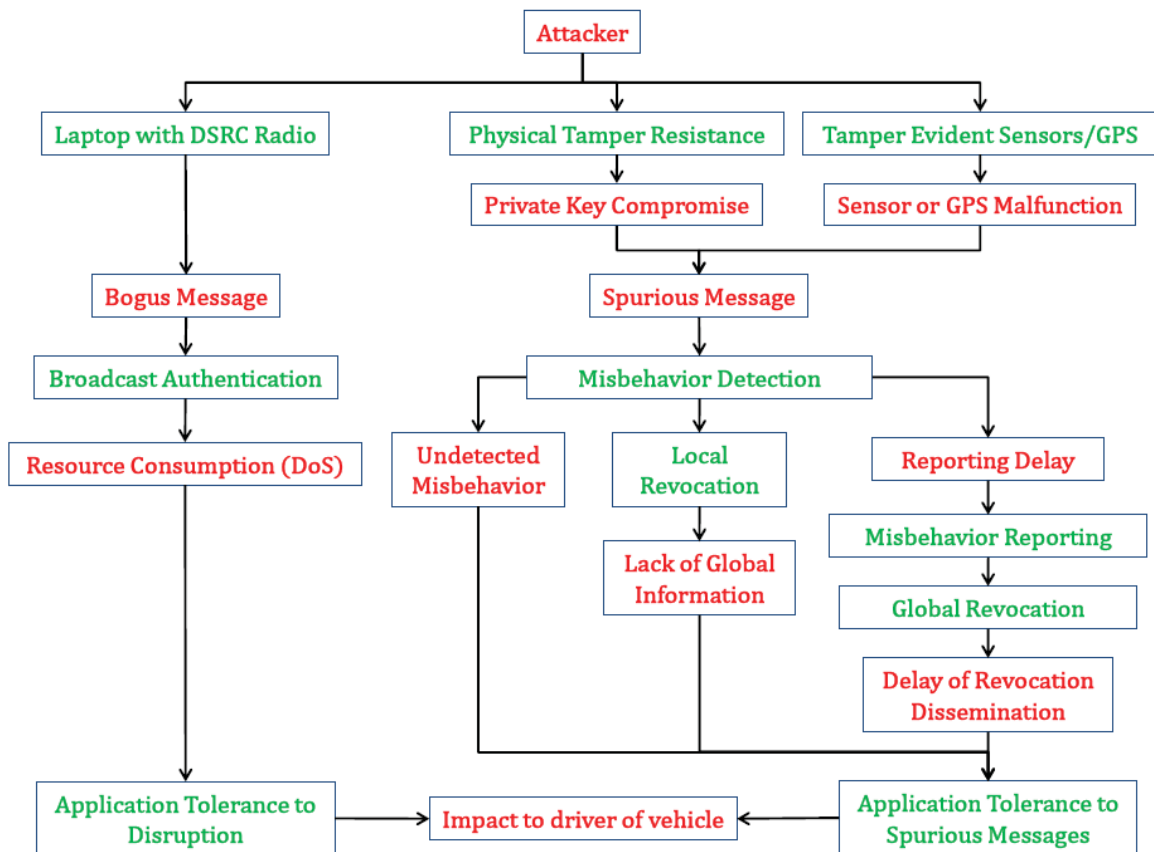 Attacker
Laptop with DSRC Radio
Physical Tamper Resistance
Tamper Evident Sensors/GPS
Private Key Compromise
Sensor or GPS Malfunction
Bogus Message
Spurious Message
Broadcast Authentication
Misbehavior Detection
Resource Consumption (DoS)
Undetected
Misbehavior
Local
Revocation
Reporting Delay
Misbehavior Reporting
Lack of Global
Information
Global Revocation
Delay of Revocation
Dissemination
Application Tolerance to
Disruption
Impact to driver of vehicle
Application Tolerance to
Spurious Messages